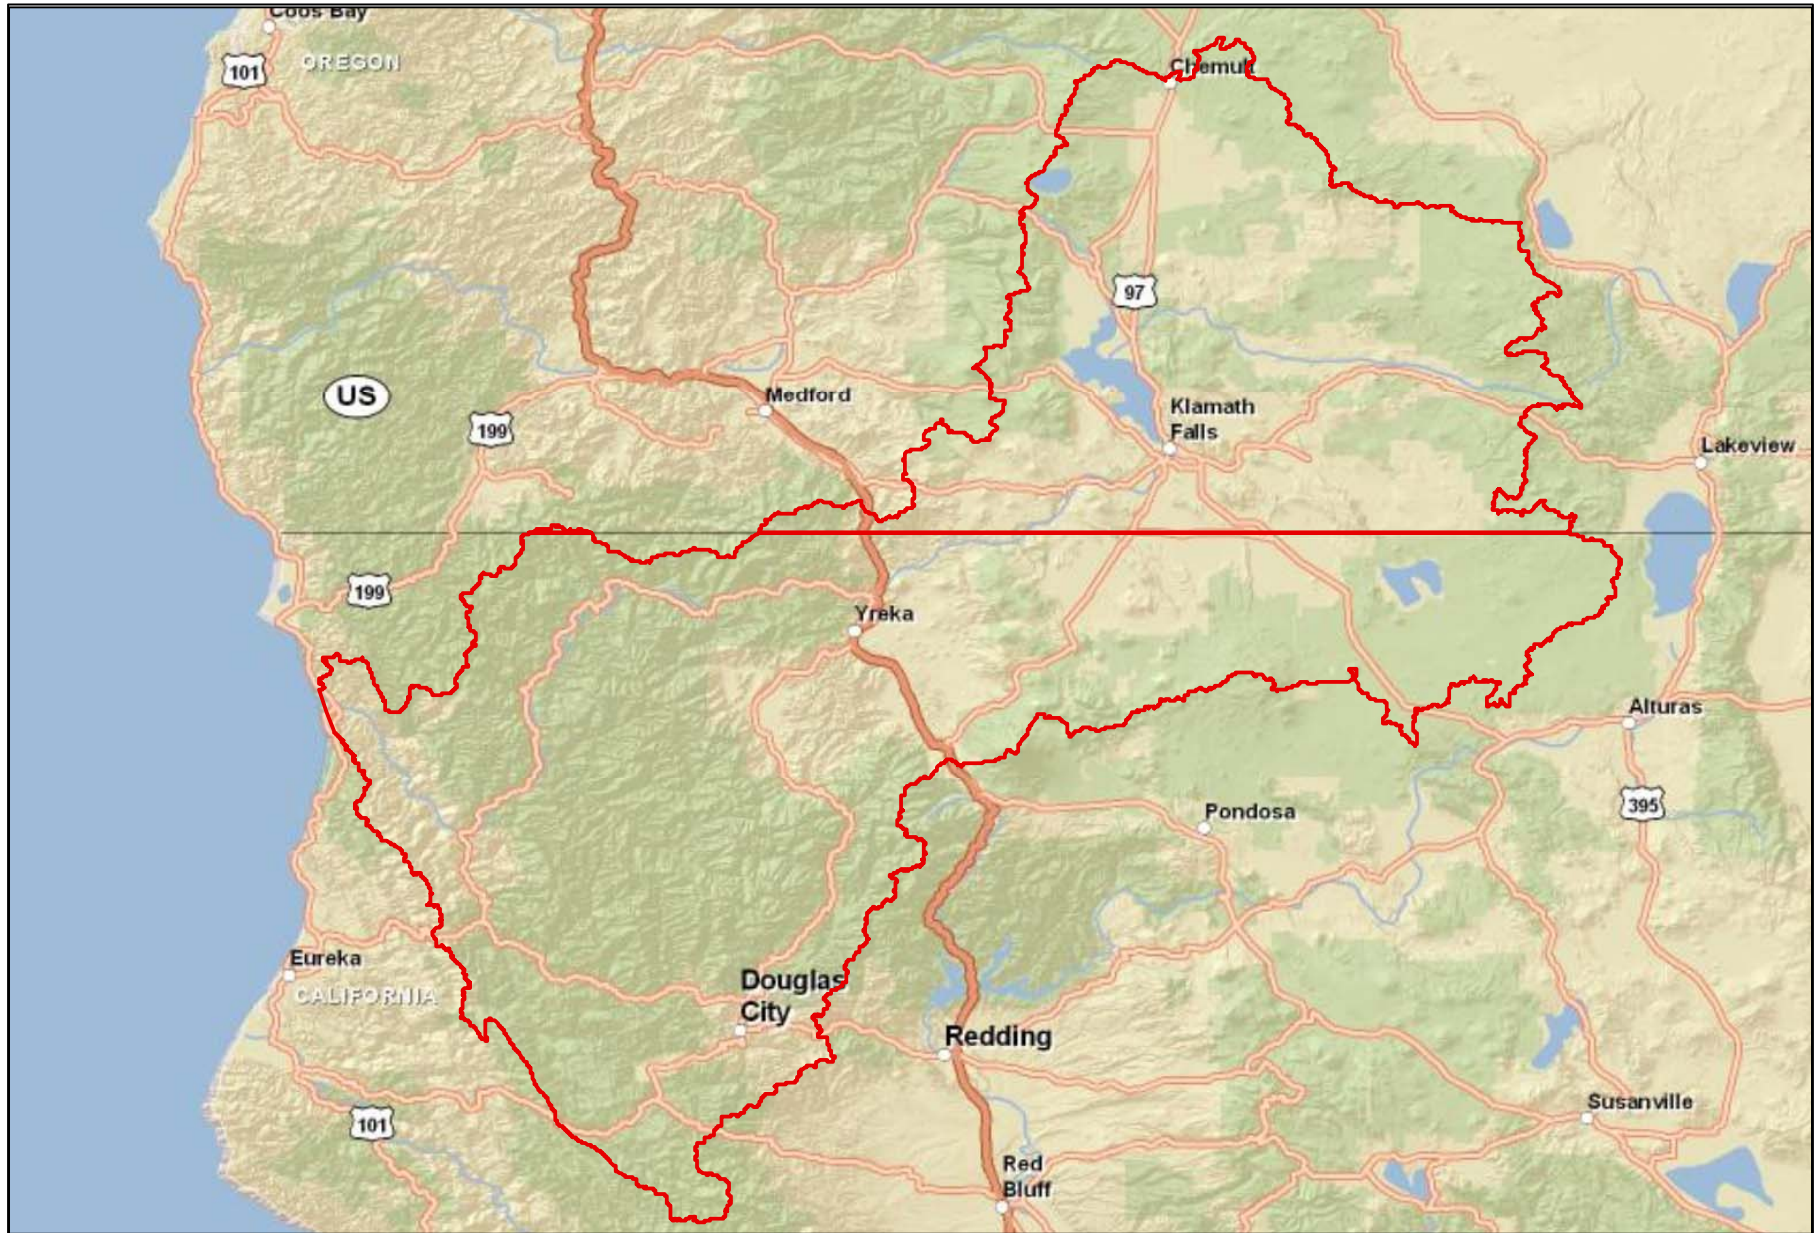 Coos Bay
OREGON
101
Chemult
97
US
Medford
199
Klamath
Falls
Lakeview
199
Yreka
Alturas
395
Pondosa
Eureka
CALIFORNIA
Douglas
City
Redding
101
Susanville
Red
Bluff